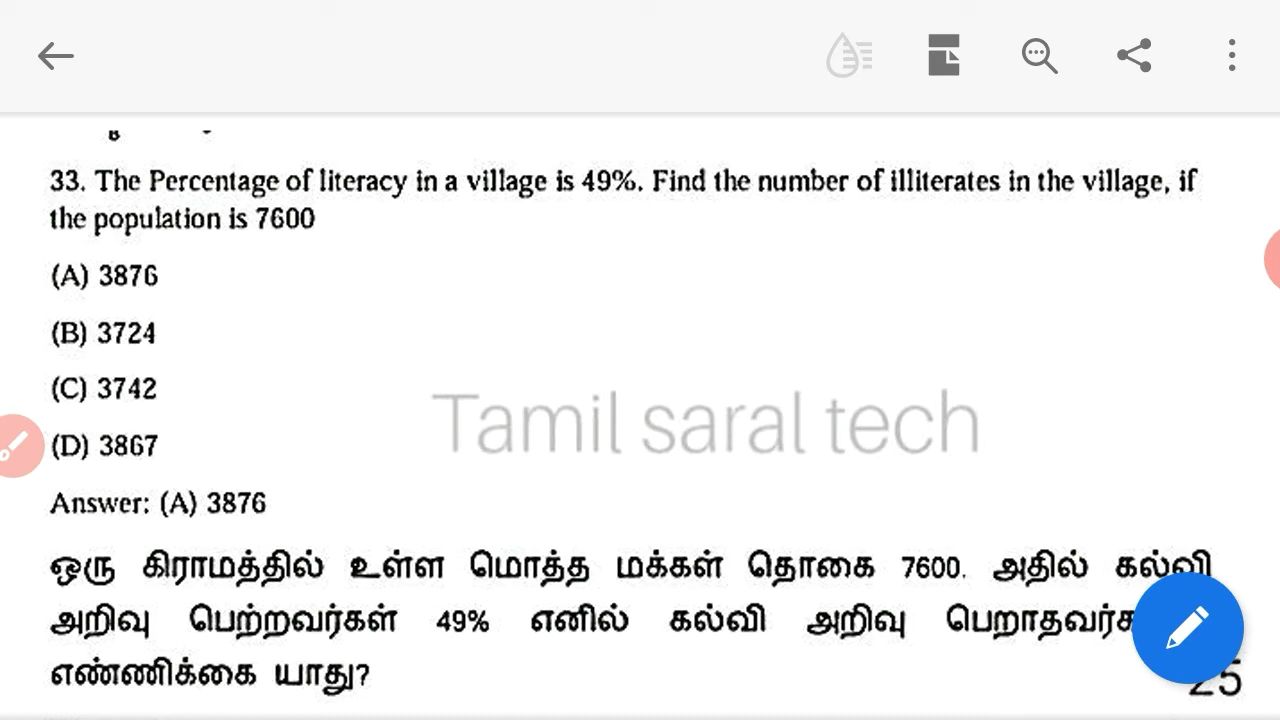 33. The Percentage of literacy in a village is 49%. Find the number of illiterates in the village, if
the population is 7600
(A) 3876
(B) 3724
(C) 3742
Tamil saral tech
(D) 3867
Answer: (A) 3876
ஒரு கிராமத்தில் உள்ள மொத்த மக்கள் தொகை 7600. அதில் கல்வி
அறிவு பெற்றவர்கள் 49% எனில் கல்வி அறிவு
எண்ணிக்கை யாது?
25